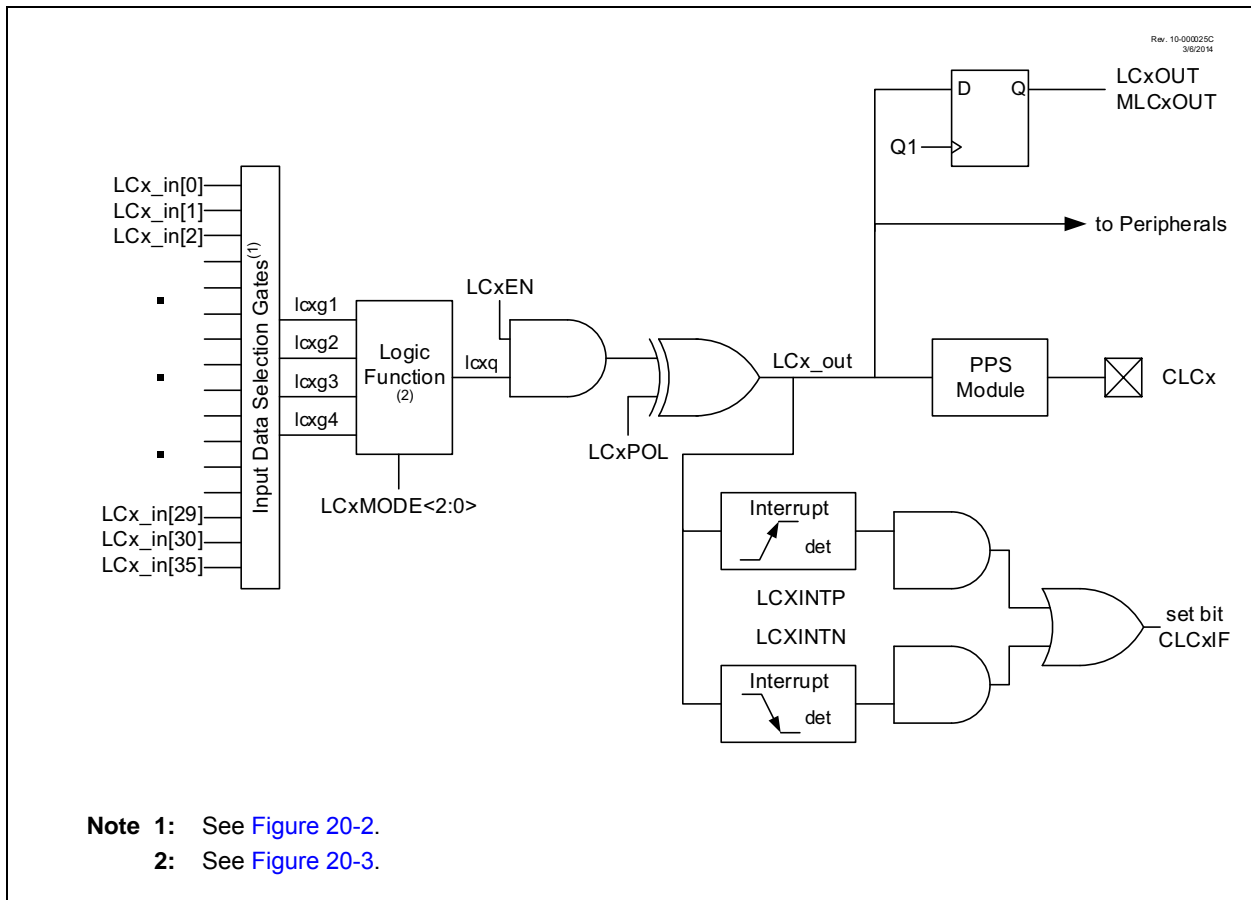 Rev. 10-000025C
3/6/2014
LCxOUT
MLCxOUT
D Q
Q1
to Peripherals
LCx_in[0]
LCx_in[1]
LCx_in[2]
Input Data Selection Gates(1)
LCx_in[29]
LCx_in[30]
LCx_in[35]
lcxg1
lcxg2
lcxg3
lcxg4
Logic
Function
(2)
LCxMODE<2:0>
lcxq
LCxEN
LCxPOL
LCx_out
PPS
Module
CLCx
Interrupt
det
LCXINTP
LCXINTN
Interrupt
det
set bit
CLCxIF
Note 1: See Figure 20-2.
2: See Figure 20-3.